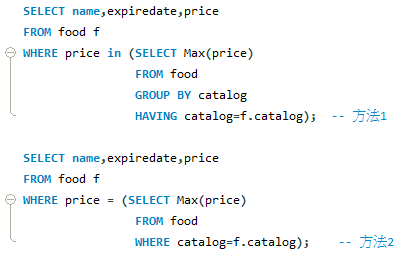 SELECT name,expiredate,price
FROM food f
WHERE price in (SELECT Max(price)
FROM food
GROUP BY catalog
HAVING catalog=f.catalog);  -- 方法1
SELECT name,expiredate,price
FROM food f
WHERE price = (SELECT Max(price)
FROM food
WHERE catalog=f.catalog);  -- 方法2